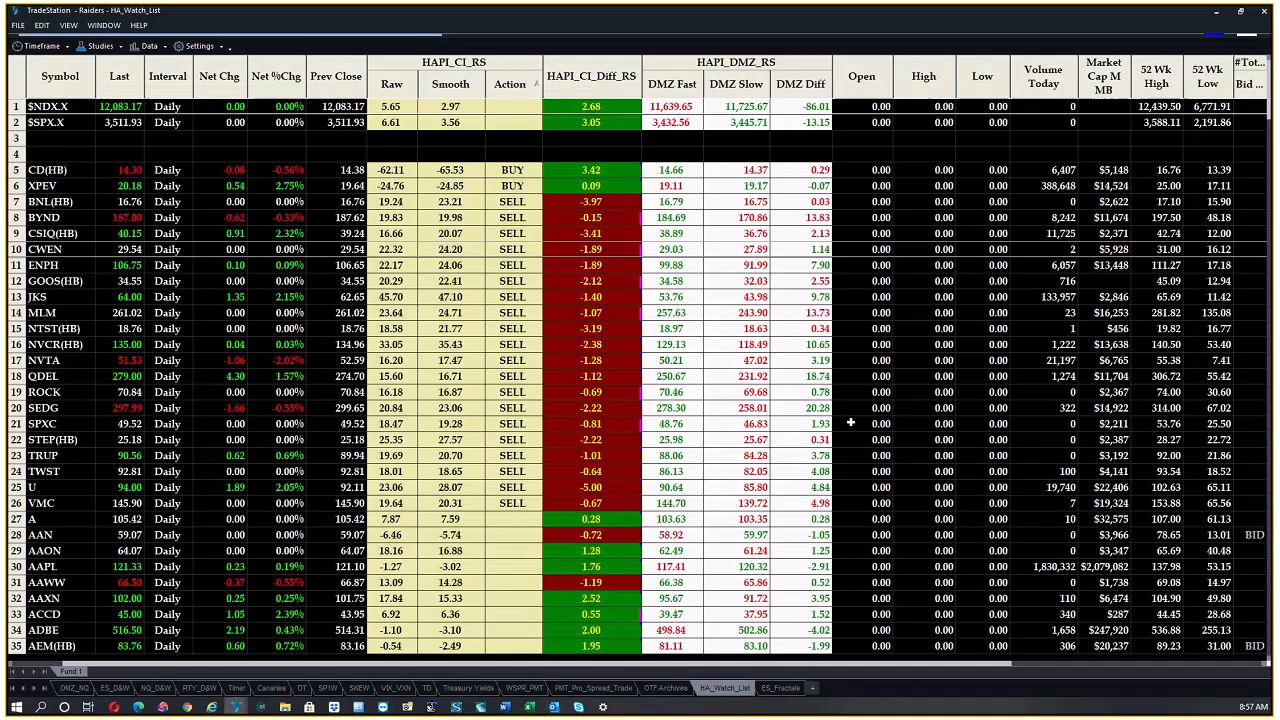 TradeStation - Raiders - HA_Watch_List
FILE EDIT VIEW WINDOW HELP
Timeframe Studies Data Settings
HAPI_CI_RS HAPI_DMZ_RS #Tot...
Symbol Last Interval Net Chg Net %Chg Prev Close Raw Smooth Action HAPI_CI_Diff_RS DMZ Fast DMZ Slow DMZ Diff Open High Low Volume Today Market Cap M MB 52 Wk High 52 Wk Low Bid ...
1 $NDX.X 12,083.17 Daily 0.00 0.00% 12,083.17 5.65 2.97 2.68 11,639.65 11,725.67 -86.01 0.00 0.00 0.00 0 12,439.50 6,771.91
2 $SPX.X 3,511.93 Daily 0.00 0.00% 3,511.93 6.61 3.56 3.05 3,432.56 3,445.71 -13.15 0.00 0.00 0.00 0 3,588.11 2,191.86
3
4
5 CD(HB) 14.30 Daily -0.08 -0.56% 14.38 -62.11 -65.53 BUY 3.42 14.66 14.37 0.29 0.00 0.00 0.00 6,407 $5,148 16.76 13.39
6 XPEV 20.18 Daily 0.54 2.75% 19.64 -24.76 -24.85 BUY 0.09 19.11 19.17 -0.07 0.00 0.00 0.00 388,648 $14,524 25.00 17.11
7 BNL(HB) 16.76 Daily 0.00 0.00% 16.76 19.24 23.21 SELL -3.97 16.79 16.75 0.03 0.00 0.00 0.00 0 $2,622 17.10 15.90
8 BYND 187.00 Daily -0.62 -0.33% 187.62 19.83 19.98 SELL -0.15 184.69 170.86 13.83 0.00 0.00 0.00 8,242 $11,674 197.50 48.18
9 CSIQ(HB) 40.15 Daily 0.91 2.32% 39.24 16.66 20.07 SELL -3.41 38.89 36.76 2.13 0.00 0.00 0.00 11,725 $2,371 42.74 12.00
10 CWEN 29.54 Daily 0.00 0.00% 29.54 22.32 24.20 SELL -1.89 29.03 27.89 1.14 0.00 0.00 0.00 2 $5,928 31.00 16.12
11 ENPH 106.75 Daily 0.10 0.09% 106.65 22.17 24.06 SELL -1.89 99.88 91.99 7.90 0.00 0.00 0.00 6,057 $13,448 111.27 17.18
12 GOOS(HB) 34.55 Daily 0.00 0.00% 34.55 20.29 22.41 SELL -2.12 34.58 32.03 2.55 0.00 0.00 0.00 716 45.09 12.94
13 JKS 64.00 Daily 1.35 2.15% 62.65 45.70 47.10 SELL -1.40 53.76 43.98 9.78 0.00 0.00 0.00 133,957 $2,846 65.69 11.42
14 MLM 261.02 Daily 0.00 0.00% 261.02 23.64 24.71 SELL -1.07 257.63 243.90 13.73 0.00 0.00 0.00 23 $16,253 281.82 135.08
15 NTST(HB) 18.76 Daily 0.00 0.00% 18.76 18.58 21.77 SELL -3.19 18.97 18.63 0.34 0.00 0.00 0.00 1 $456 19.82 16.77
16 NVCR(HB) 135.00 Daily 0.04 0.03% 134.96 33.05 35.43 SELL -2.38 129.13 118.49 10.65 0.00 0.00 0.00 1,222 $13,638 140.50 53.40
17 NVTA 51.53 Daily -1.06 -2.02% 52.59 16.20 17.47 SELL -1.28 50.21 47.02 3.19 0.00 0.00 0.00 21,197 $6,765 55.38 7.41
18 QDEL 279.00 Daily 4.30 1.57% 274.70 15.60 16.71 SELL -1.12 250.67 231.92 18.74 0.00 0.00 0.00 1,274 $11,704 306.72 55.42
19 ROCK 70.84 Daily 0.00 0.00% 70.84 16.18 16.87 SELL -0.69 70.46 69.68 0.78 0.00 0.00 0.00 0 $2,367 74.00 30.60
20 SEDG 297.99 Daily -1.66 -0.55% 299.65 20.84 23.06 SELL -2.22 278.30 258.01 20.28 0.00 0.00 0.00 322 $14,922 314.00 67.02
21 SPXC 49.52 Daily 0.00 0.00% 49.52 18.47 19.28 SELL -0.81 48.76 46.83 1.93 0.00 0.00 0.00 0 $2,211 53.76 25.50
22 STEP(HB) 25.18 Daily 0.00 0.00% 25.18 25.35 27.57 SELL -2.22 25.98 25.67 0.31 0.00 0.00 0.00 0 $2,387 28.28 22.72
23 TRUP 90.56 Daily 0.62 0.69% 89.94 19.69 20.70 SELL -1.01 88.06 84.28 3.78 0.00 0.00 0.00 0 $3,192 92.00 21.86
24 TWST 92.81 Daily 0.00 0.00% 92.81 18.01 18.65 SELL -0.64 86.13 82.05 4.08 0.00 0.00 0.00 100 $4,141 93.54 18.52
25 U 94.00 Daily 1.89 2.05% 92.11 23.06 28.07 SELL -5.00 90.64 85.80 4.84 0.00 0.00 0.00 19,740 $22,406 102.63 65.11
26 VMC 145.90 Daily 0.00 0.00% 145.90 19.64 20.31 SELL -0.67 144.70 139.72 4.98 0.00 0.00 0.00 7 $19,324 153.88 65.56
27 A 105.42 Daily 0.00 0.00% 105.42 7.87 7.59 0.28 103.63 103.35 0.28 0.00 0.00 0.00 10 $32,575 107.00 61.13
28 AAN 59.07 Daily 0.00 0.00% 59.07 -6.46 -5.74 -0.72 58.92 59.97 -1.05 0.00 0.00 0.00 0 $3,966 78.65 13.01 BID
29 AAON 64.07 Daily 0.00 0.00% 64.07 18.16 16.88 1.28 62.49 61.24 1.25 0.00 0.00 0.00 0 $3,347 65.69 40.48
30 AAPL 121.33 Daily 0.23 0.19% 121.10 -1.27 -3.02 1.76 117.41 120.32 -2.91 0.00 0.00 0.00 1,830,332 $2,079,082 137.98 53.15
31 AAWW 66.50 Daily -0.37 -0.55% 66.87 13.09 14.28 -1.19 66.38 65.86 0.52 0.00 0.00 0.00 0 $1,738 69.08 14.97
32 AAXN 102.00 Daily 0.25 0.25% 101.75 17.84 15.33 2.52 95.67 91.72 3.95 0.00 0.00 0.00 110 $6,474 104.90 49.80
33 ACCD 45.00 Daily 1.05 2.39% 43.95 6.92 6.36 0.55 39.47 37.95 1.52 0.00 0.00 0.00 340 $287 44.45 28.68
34 ADBE 516.50 Daily 2.19 0.43% 514.31 -1.10 -3.10 2.00 498.84 502.86 -4.02 0.00 0.00 0.00 1,658 $247,920 536.88 255.13
35 AEM(HB) 83.76 Daily 0.60 0.72% 83.16 -0.54 -2.49 1.95 81.11 83.10 -1.99 0.00 0.00 0.00 306 $20,237 89.23 31.00 BID
Fund 1
DMZ_NQ ES_D&W NQ_D&W RTY_D&W Timer Canaries DT SP1W SKEW VIX_VXN TD Treasury Yields WSPR_PMT PMT_Pro_Spread_Trade OTF Archives HA_Watch_List ES_Fractals +
8:57 AM